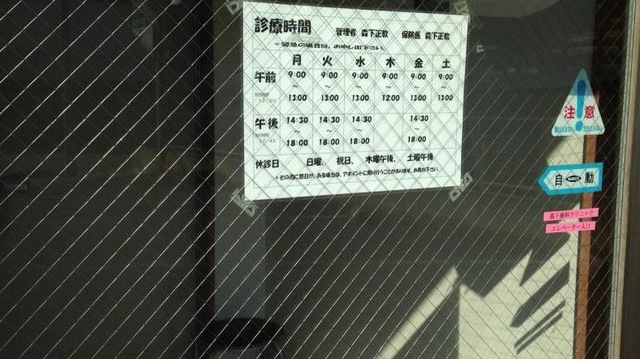 診療時間 管理者 森下正教 保険医 森下正教
月 火 水 木 金 土
午前 9:00 9:00 9:00 9:00 9:00 9:00
~ ~ ~ ~ ~ ~
13:00 13:00 13:00 12:00 13:00 13:00
午後 14:30 14:30 14:30 14:30
~ ~ ~ ~
18:00 18:00 18:00 18:00
休診日 日曜、祝日、木曜午後、土曜午後
注!意
自動
森下歯科クリニック
エレベーター入口